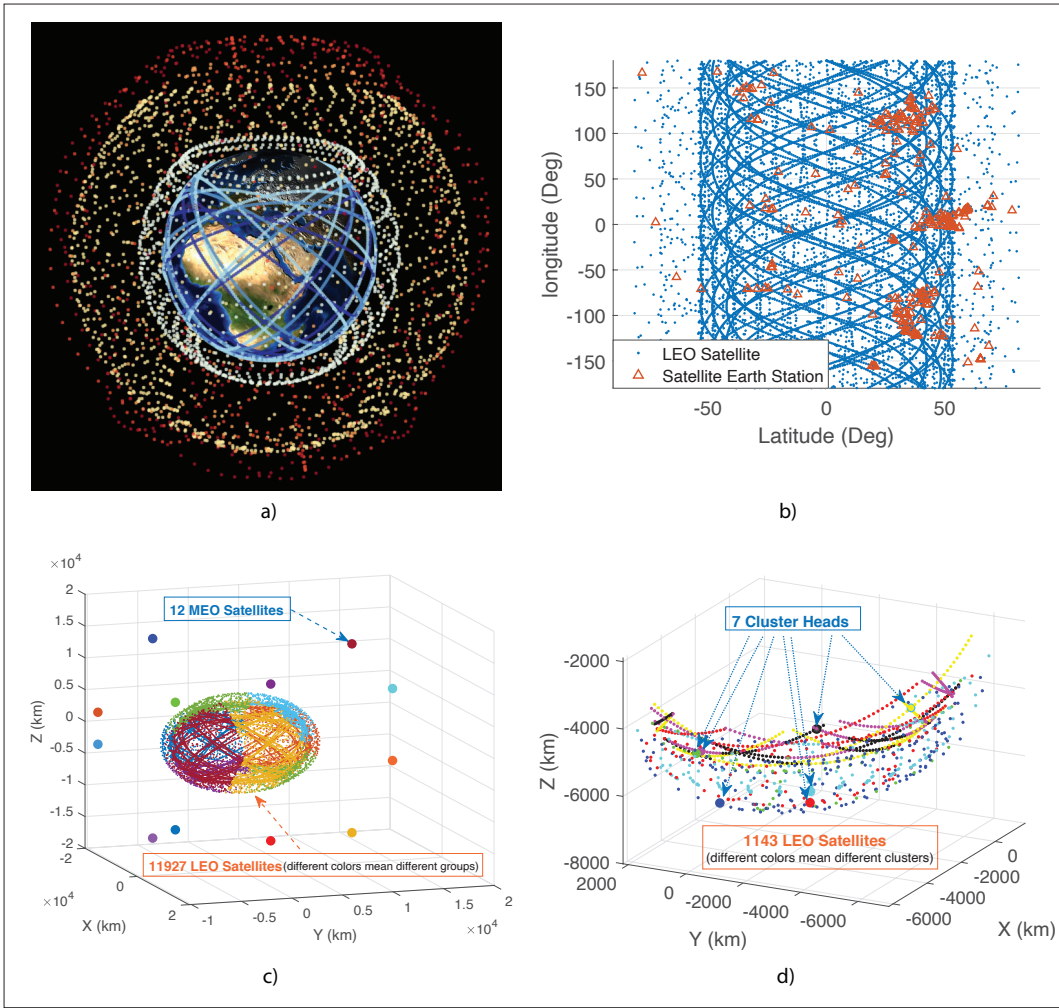 a)
longitude (Deg)
150
100
50
0
-50
-100
-150
LEO Satellite
Satellite Earth Station
-50
0
50
Latitude (Deg)
b)
×10⁴
Z (km)
2
1.5
1
0.5
0
-0.5
-1
-1.5
-2
12 MEO Satellites
11927 LEO Satellites(different colors mean different groups)
-2
0
2
×10⁴
X (km)
-1
-0.5
0
0.5
1
1.5
2
×10⁴
Y (km)
c)
7 Cluster Heads
Z (km)
-2000
-4000
-6000
-8000
1143 LEO Satellites
(different colors mean different clusters)
2000
0
-2000
-4000
-6000
Y (km)
0
-2000
-4000
-6000
X (km)
d)